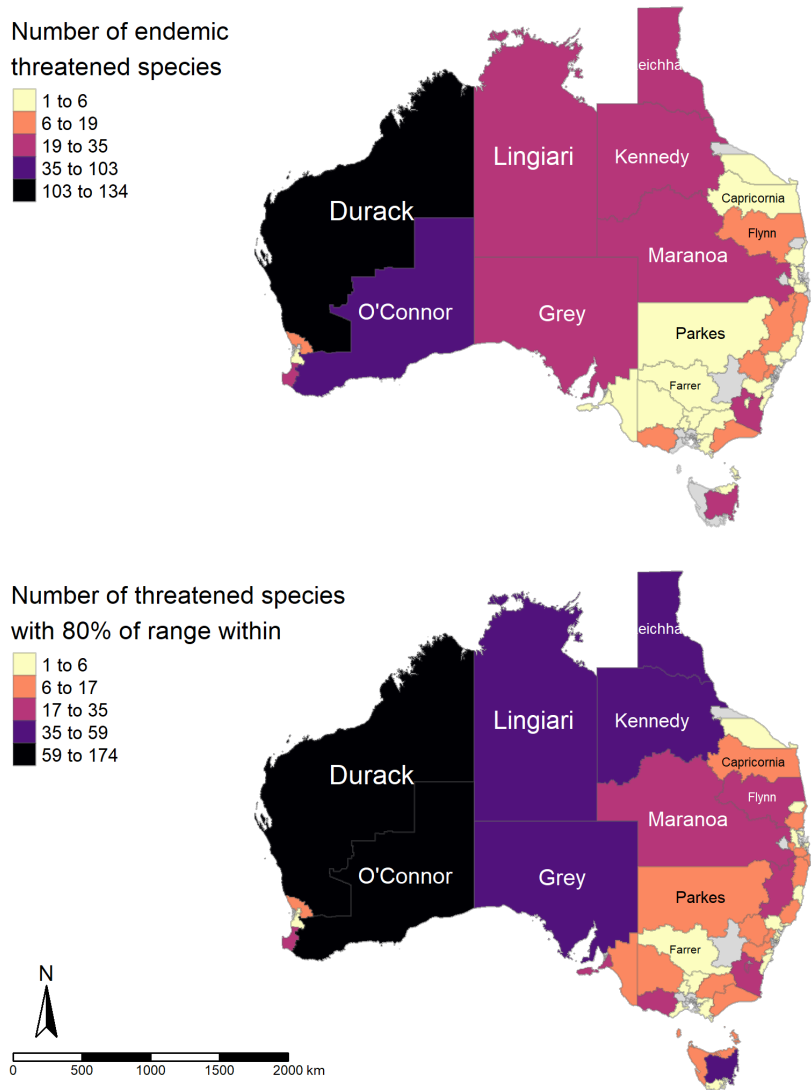 Number of endemic
threatened species
1 to 6
6 to 19
19 to 35
35 to 103
103 to 134
eichha
Lingiari
Kennedy
Capricornia
Durack
Flynn
Maranoa
O'Connor
Grey
Parkes
Farrer
Number of threatened species
with 80% of range within
1 to 6
6 to 17
17 to 35
35 to 59
59 to 174
eichha
Lingiari
Kennedy
Capricornia
Durack
Flynn
Maranoa
O'Connor
Grey
Parkes
Farrer
N
0 500 1000 1500 2000 km